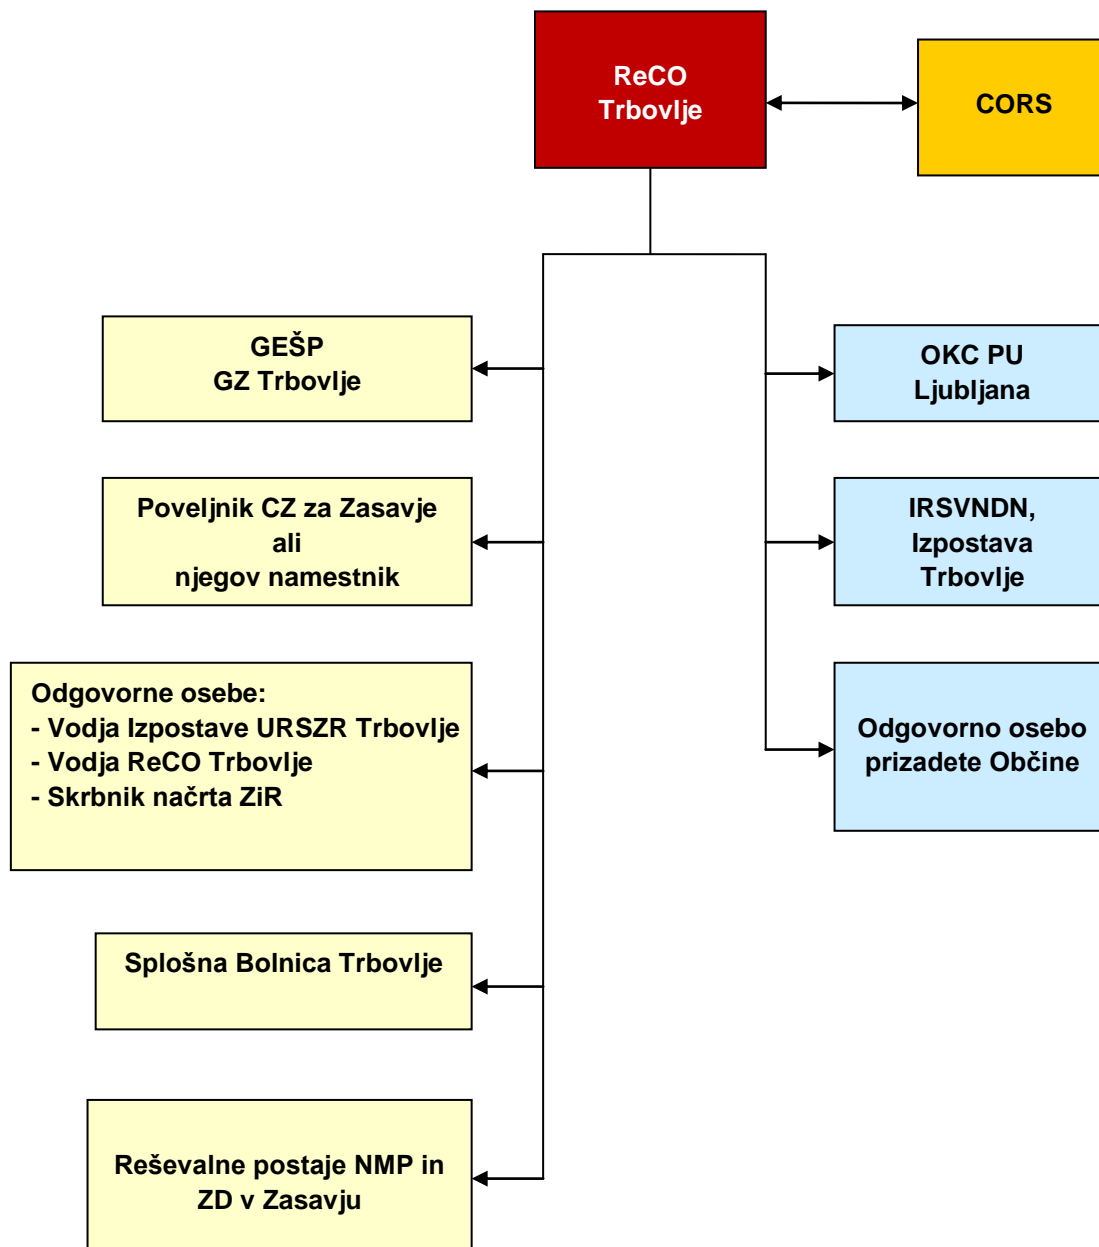 ReCO
Trbovlje
CORS
GEŠP
GZ Trbovlje
OKC PU
Ljubljana
Poveljnik CZ za Zasavje
ali
njegov namestnik
IRSVNDN,
Izpostava
Trbovlje
Odgovorne osebe:
- Vodja Izpostave URSZR Trbovlje
- Vodja ReCO Trbovlje
- Skrbnik načrta ZiR
Odgovorno osebo
prizadete Občine
Splošna Bolnica Trbovlje
Reševalne postaje NMP in
ZD v Zasavju